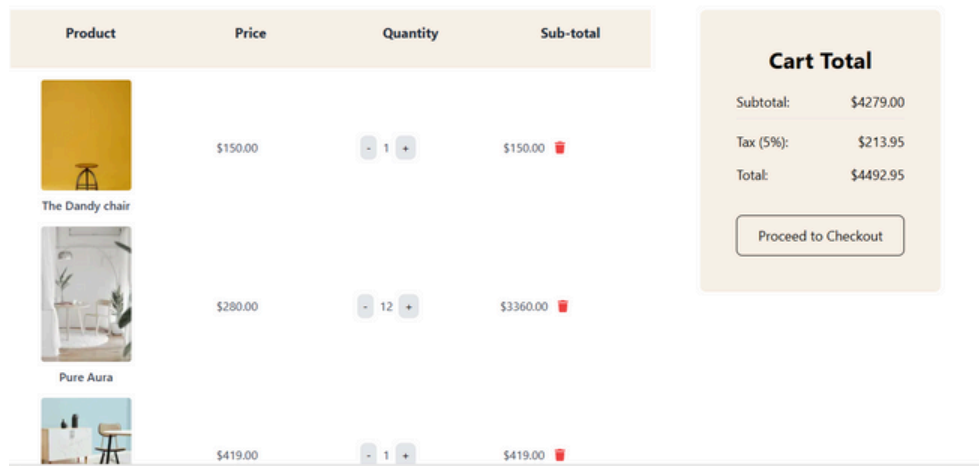 Product Price Quantity Sub-total
$150.00 - 1 + $150.00
The Dandy chair
$280.00 - 12 + $3360.00
Pure Aura
$419.00 - 1 + $419.00
Cart Total
Subtotal: $4279.00
Tax (5%): $213.95
Total: $4492.95
Proceed to Checkout